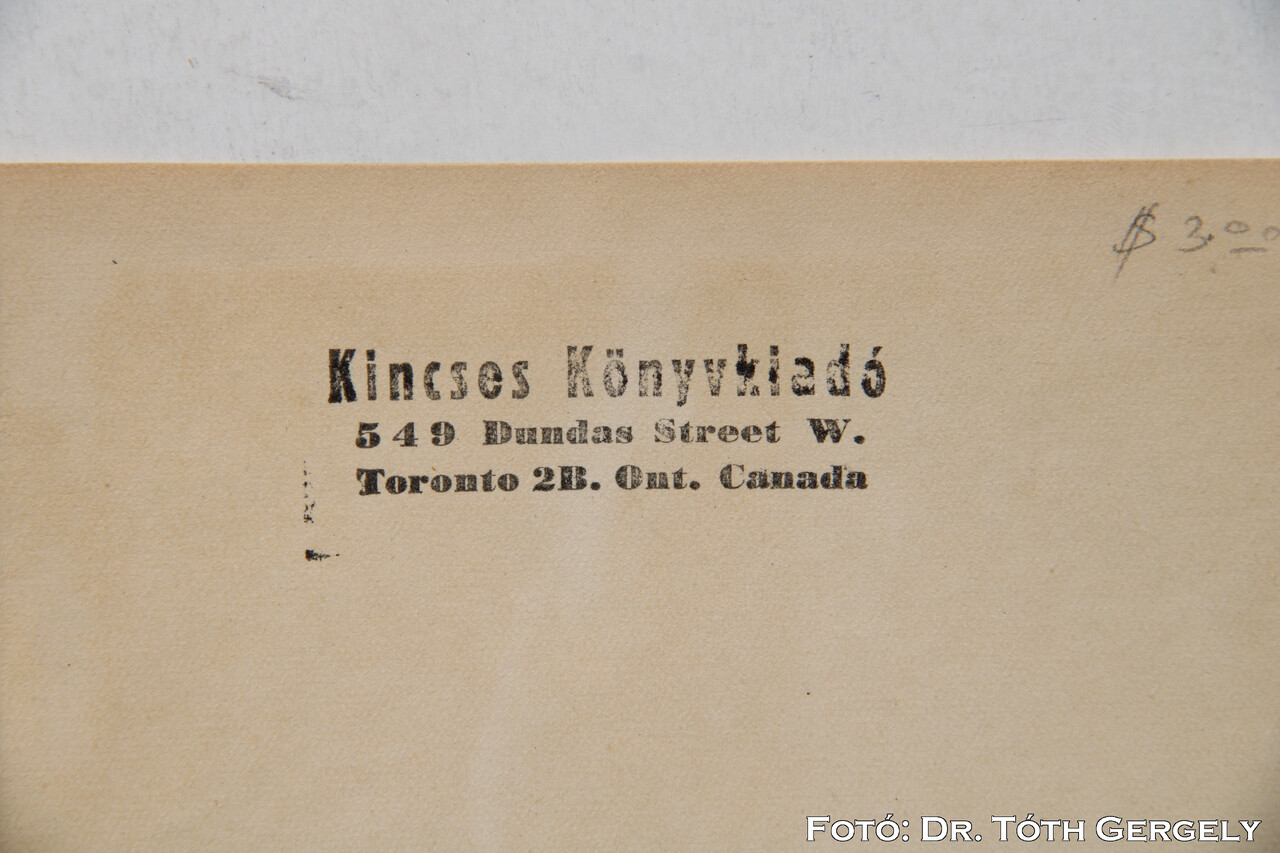 $ 3.00
Kincses Könyvkiadó
549 Dundas Street W.
Toronto 2B. Ont. Canada
Fotó: Dr. Tóth Gergely